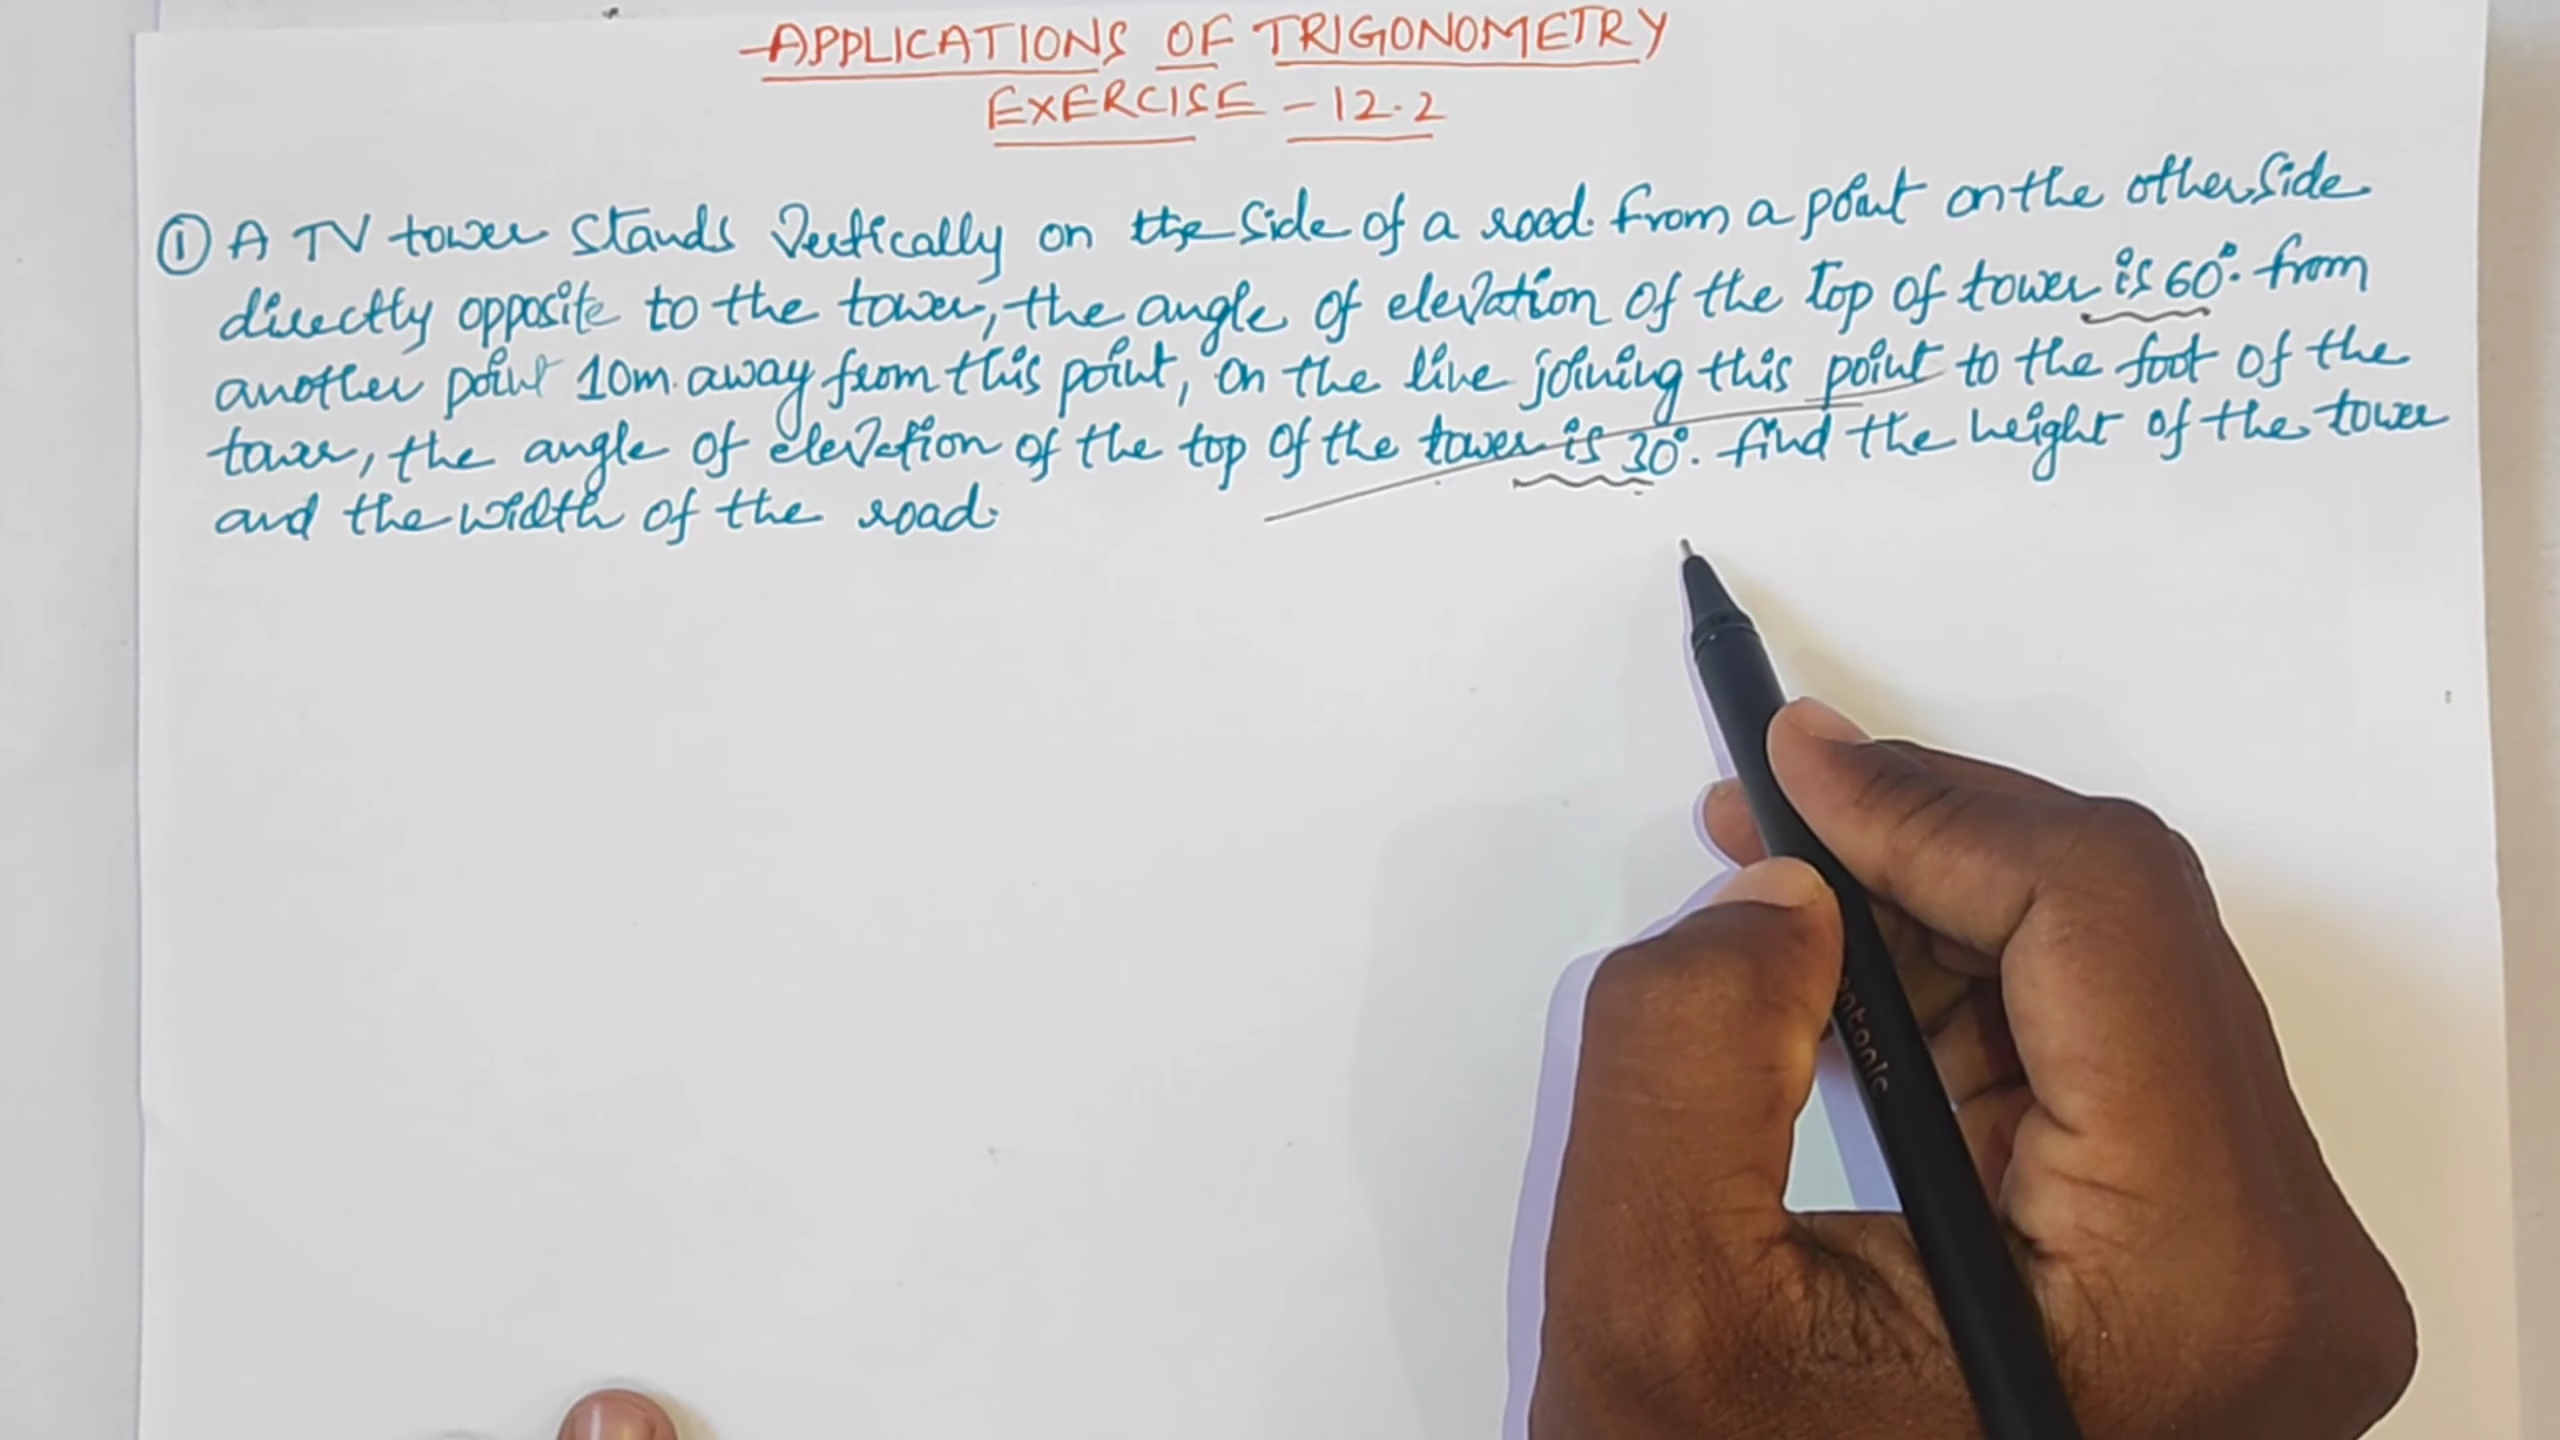 APPLICATIONS OF TRIGONOMETRY
EXERCISE - 12.2
① A TV tower stands Vertically on the side of a road. from a point on the other side
directly opposite to the tower, the angle of elevation of the top of tower is 60°. from
another point 10m. away from this point, on the line joining this point to the foot of the
tower, the angle of elevation of the top of the tower is 30°. find the height of the tower
and the width of the road.